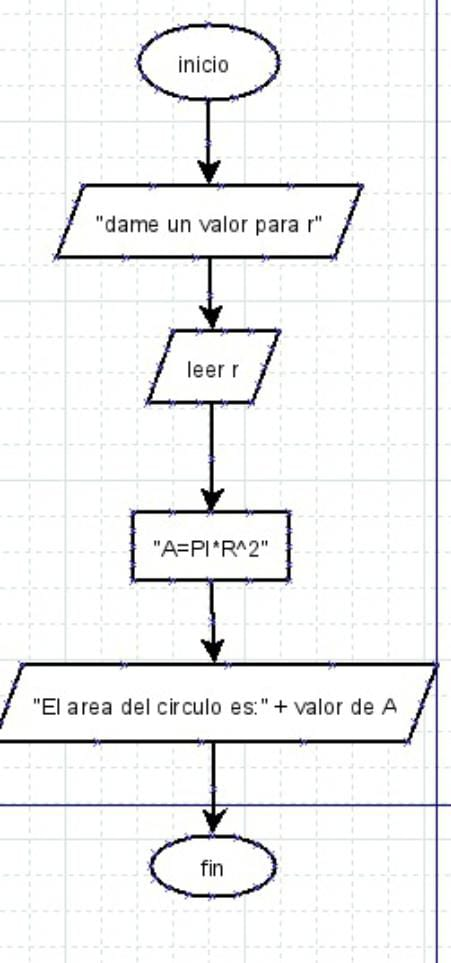 inicio
"dame un valor para r"
leer r
"A=PI*R^2"
"El area del circulo es:" + valor de A
fin